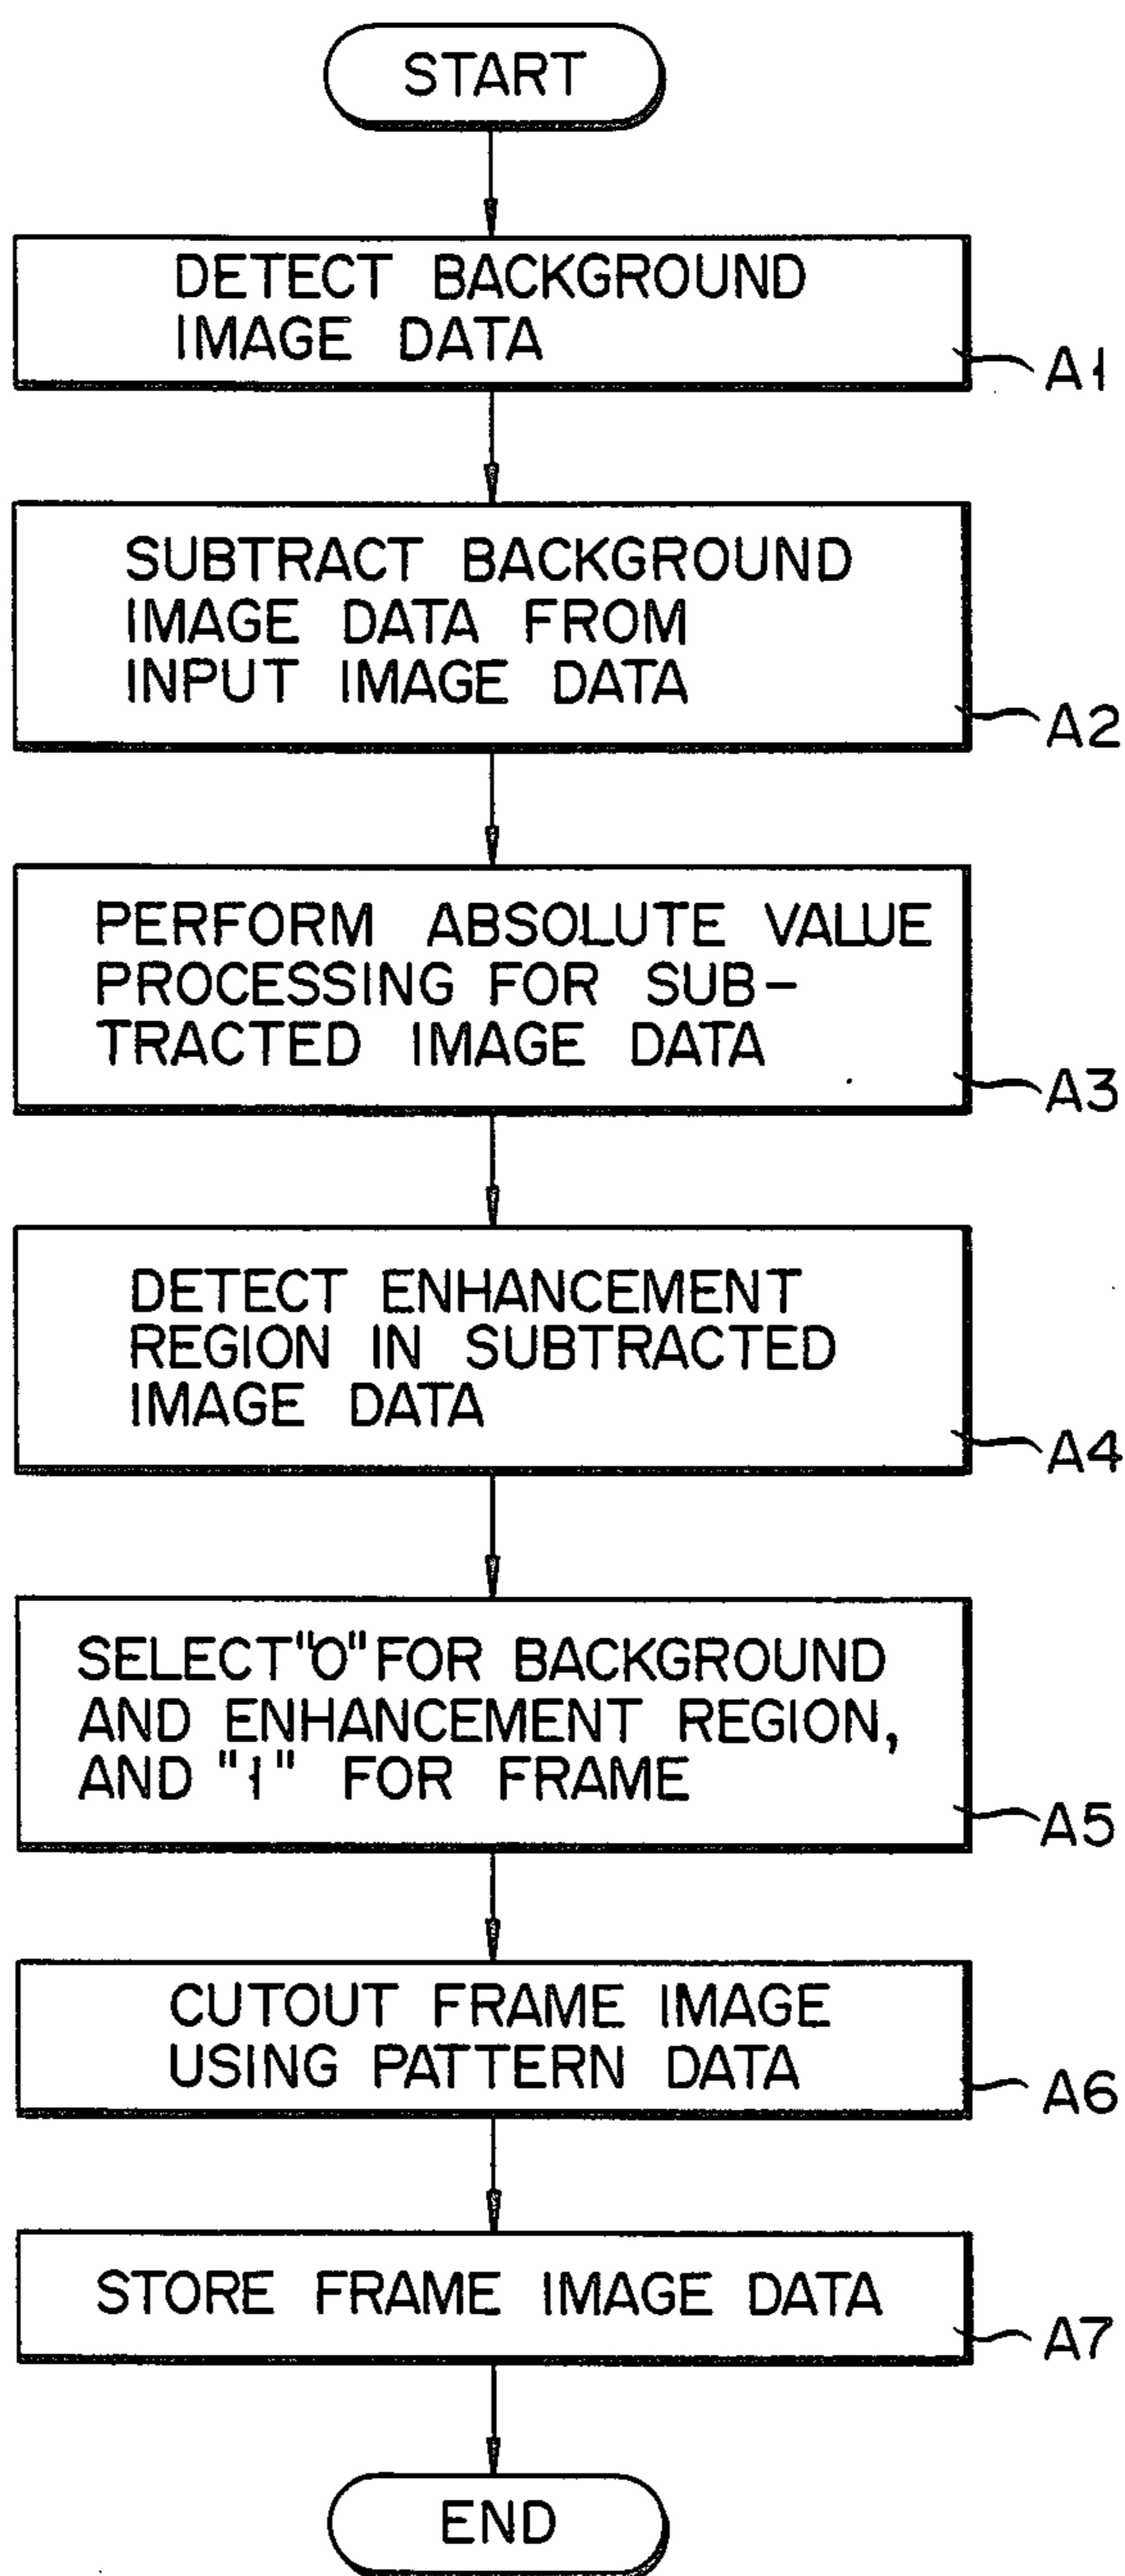 START
DETECT BACKGROUND
IMAGE DATA
A1
SUBTRACT BACKGROUND
IMAGE DATA FROM
INPUT IMAGE DATA
A2
PERFORM ABSOLUTE VALUE
PROCESSING FOR SUB-
TRACTED IMAGE DATA
A3
DETECT ENHANCEMENT
REGION IN SUBTRACTED
IMAGE DATA
A4
SELECT "0" FOR BACKGROUND
AND ENHANCEMENT REGION,
AND "1" FOR FRAME
A5
CUTOUT FRAME IMAGE
USING PATTERN DATA
A6
STORE FRAME IMAGE DATA
A7
END